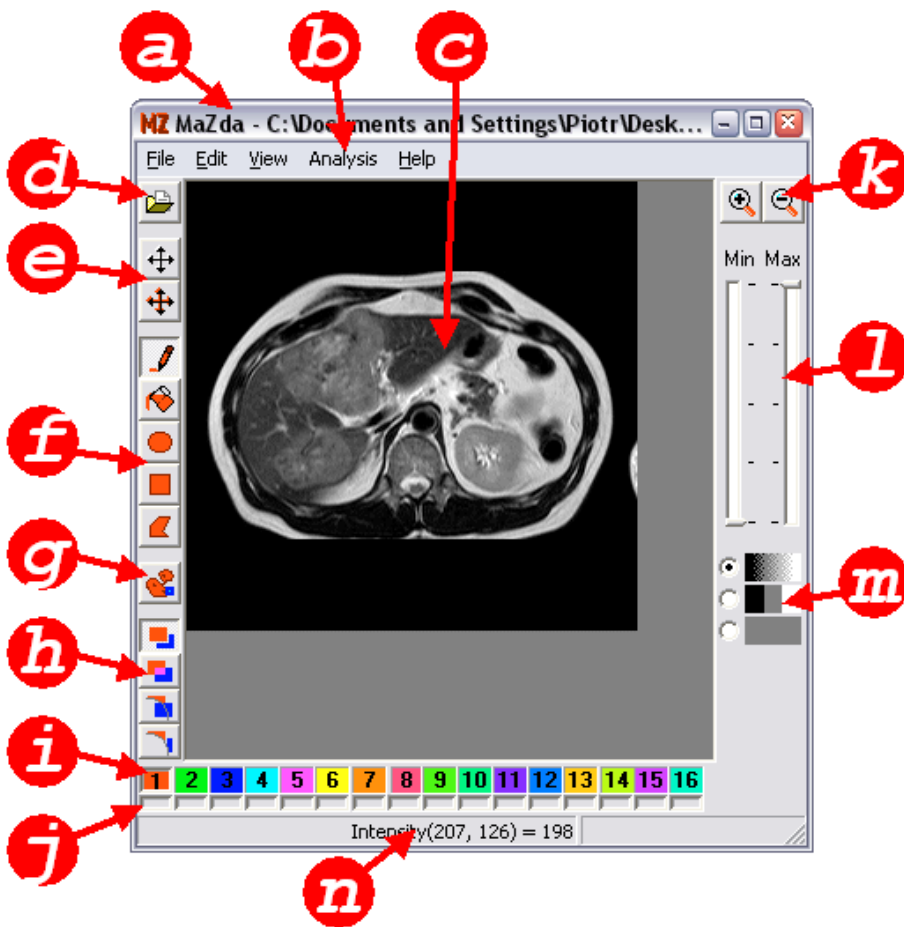 a b c
MZ MaZda - C:\Documents and Settings\Piotr\Desk...
File Edit View Analysis Help
d k
e
Min Max
l
f
g
m
h
i
1 2 3 4 5 6 7 8 9 10 11 12 13 14 15 16
j
Intensity(207, 126) = 198
n